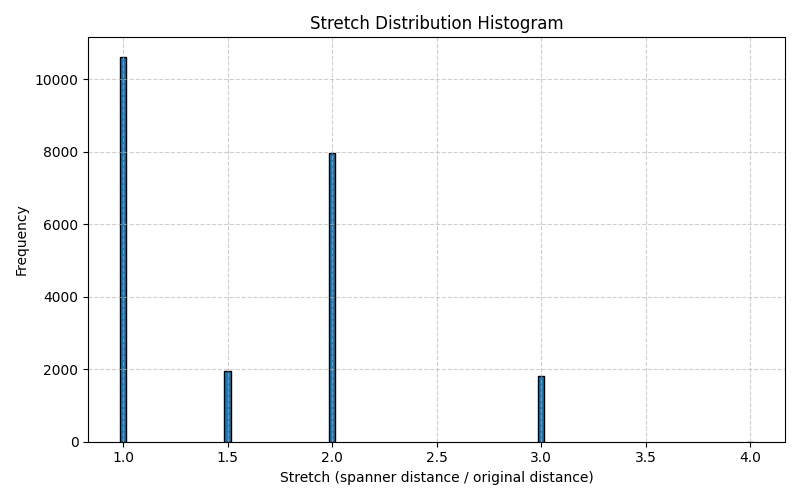 Stretch Distribution Histogram
Frequency
10000
8000
6000
4000
2000
0
1.0 1.5 2.0 2.5 3.0 3.5 4.0
Stretch (spanner distance / original distance)